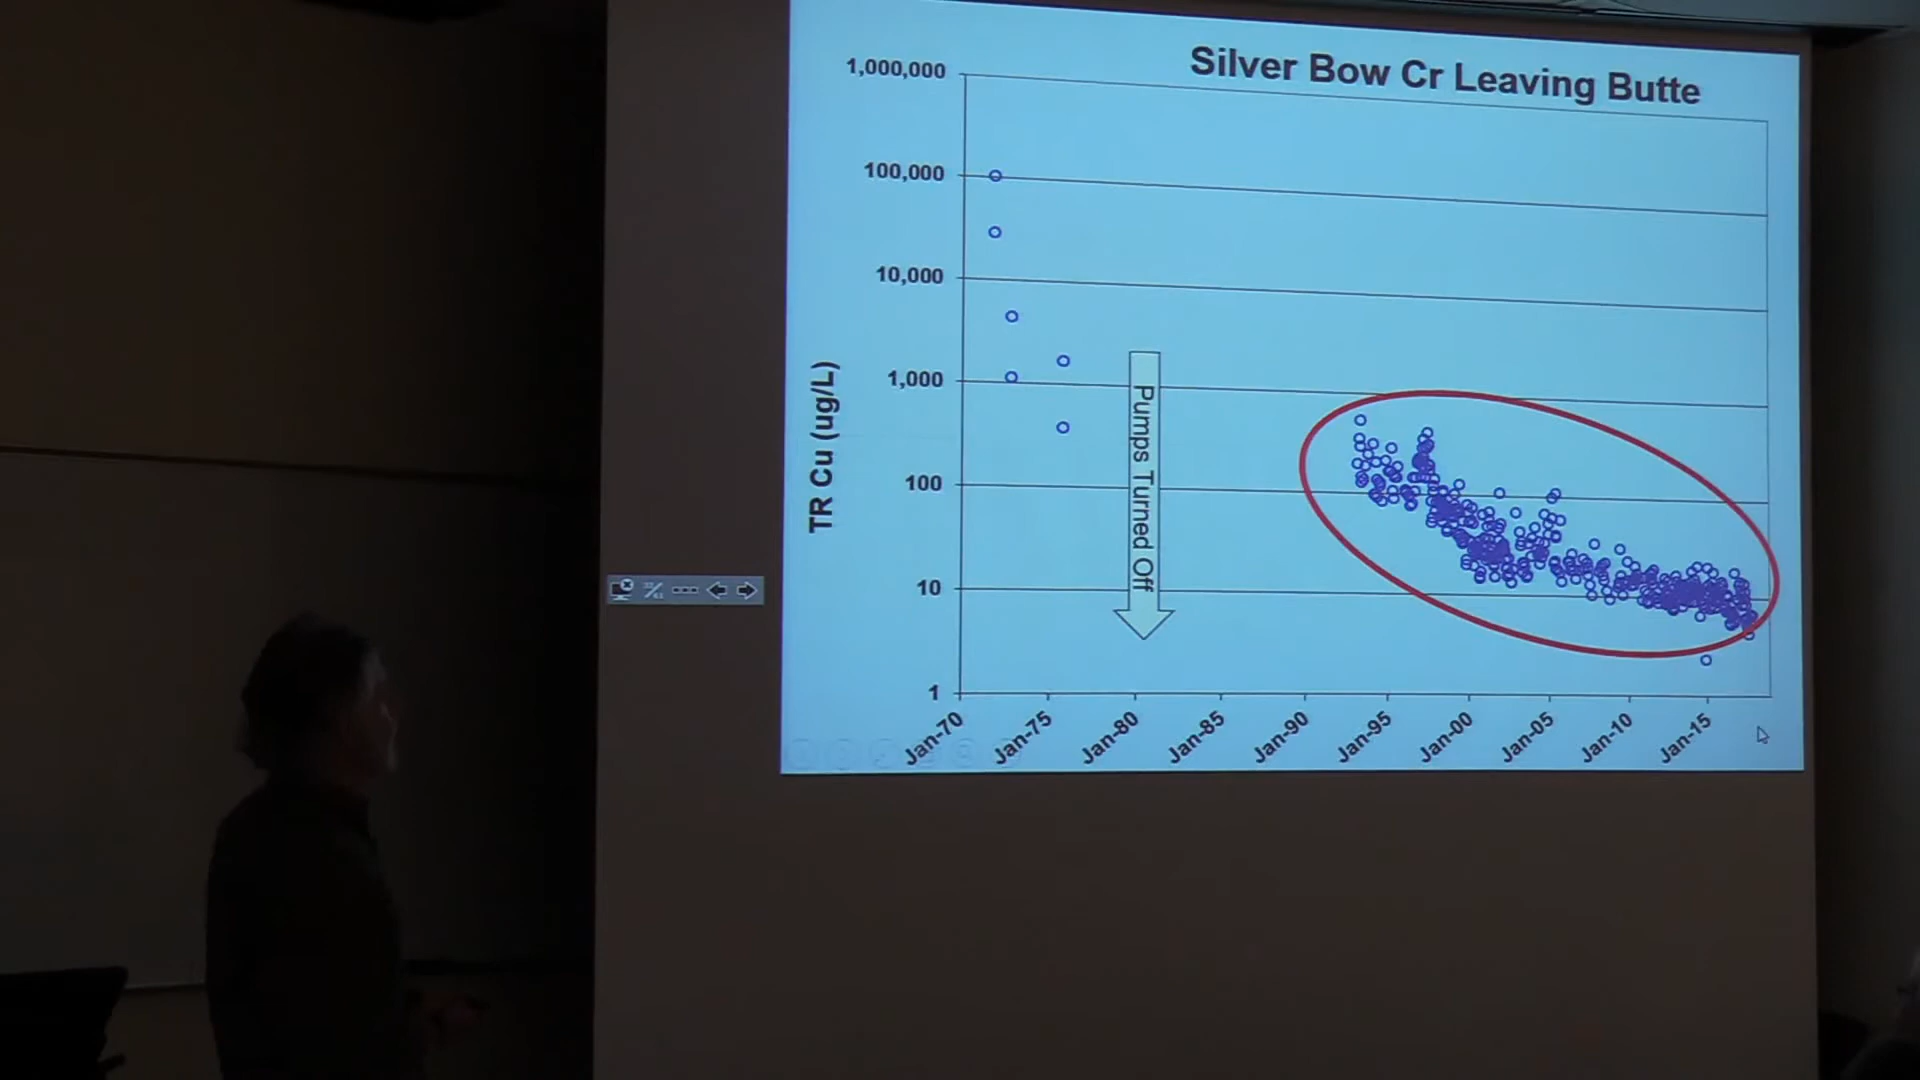 Silver Bow Cr Leaving Butte
1,000,000
100,000
10,000
1,000
100
10
1
TR Cu (ug/L)
Pumps Turned Off
Jan-70
Jan-75
Jan-80
Jan-85
Jan-90
Jan-95
Jan-00
Jan-05
Jan-10
Jan-15